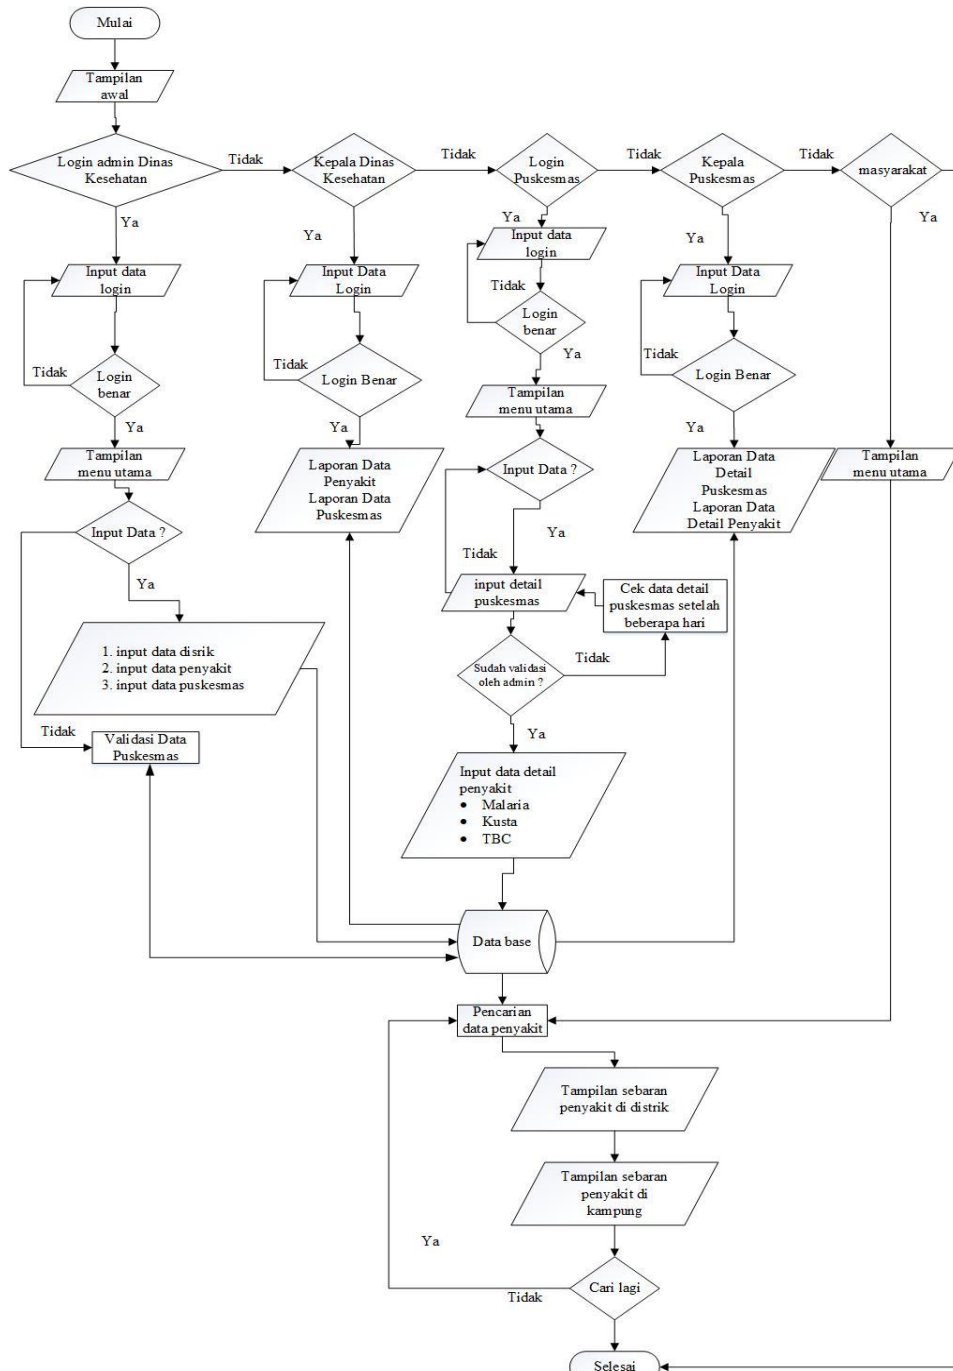 Mulai
Tampilan
awal
Login admin Dinas
Kesehatan
Tidak
Kepala Dinas
Kesehatan
Tidak
Login
Puskesmas
Tidak
Kepala
Puskesmas
Tidak
masyarakat
Ya
Ya
Ya
Ya
Ya
Input data
login
Input Data
Login
Input data
login
Input Data
Login
Tidak
Login
benar
Tidak
Login Benar
Tidak
Login
benar
Tidak
Login Benar
Ya
Ya
Ya
Ya
Tampilan
menu utama
Laporan Data
Penyakit
Laporan Data
Puskesmas
Tampilan
menu utama
Laporan Data
Detail
Puskesmas
Laporan Data
Detail Penyakit
Tampilan
menu utama
Input Data ?
Input Data ?
Ya
Ya
Tidak
input detail
puskesmas
Cek data detail
puskesmas setelah
beberapa hari
1. input data disrik
2. input data penyakit
3. input data puskesmas
Sudah validasi
oleh admin ?
Tidak
Tidak
Validasi Data
Puskesmas
Ya
Input data detail
penyakit
● Malaria
● Kusta
● TBC
Data base
Pencarian
data penyakit
Tampilan sebaran
penyakit di distrik
Tampilan sebaran
penyakit di
kampung
Ya
Cari lagi
Tidak
Selesai